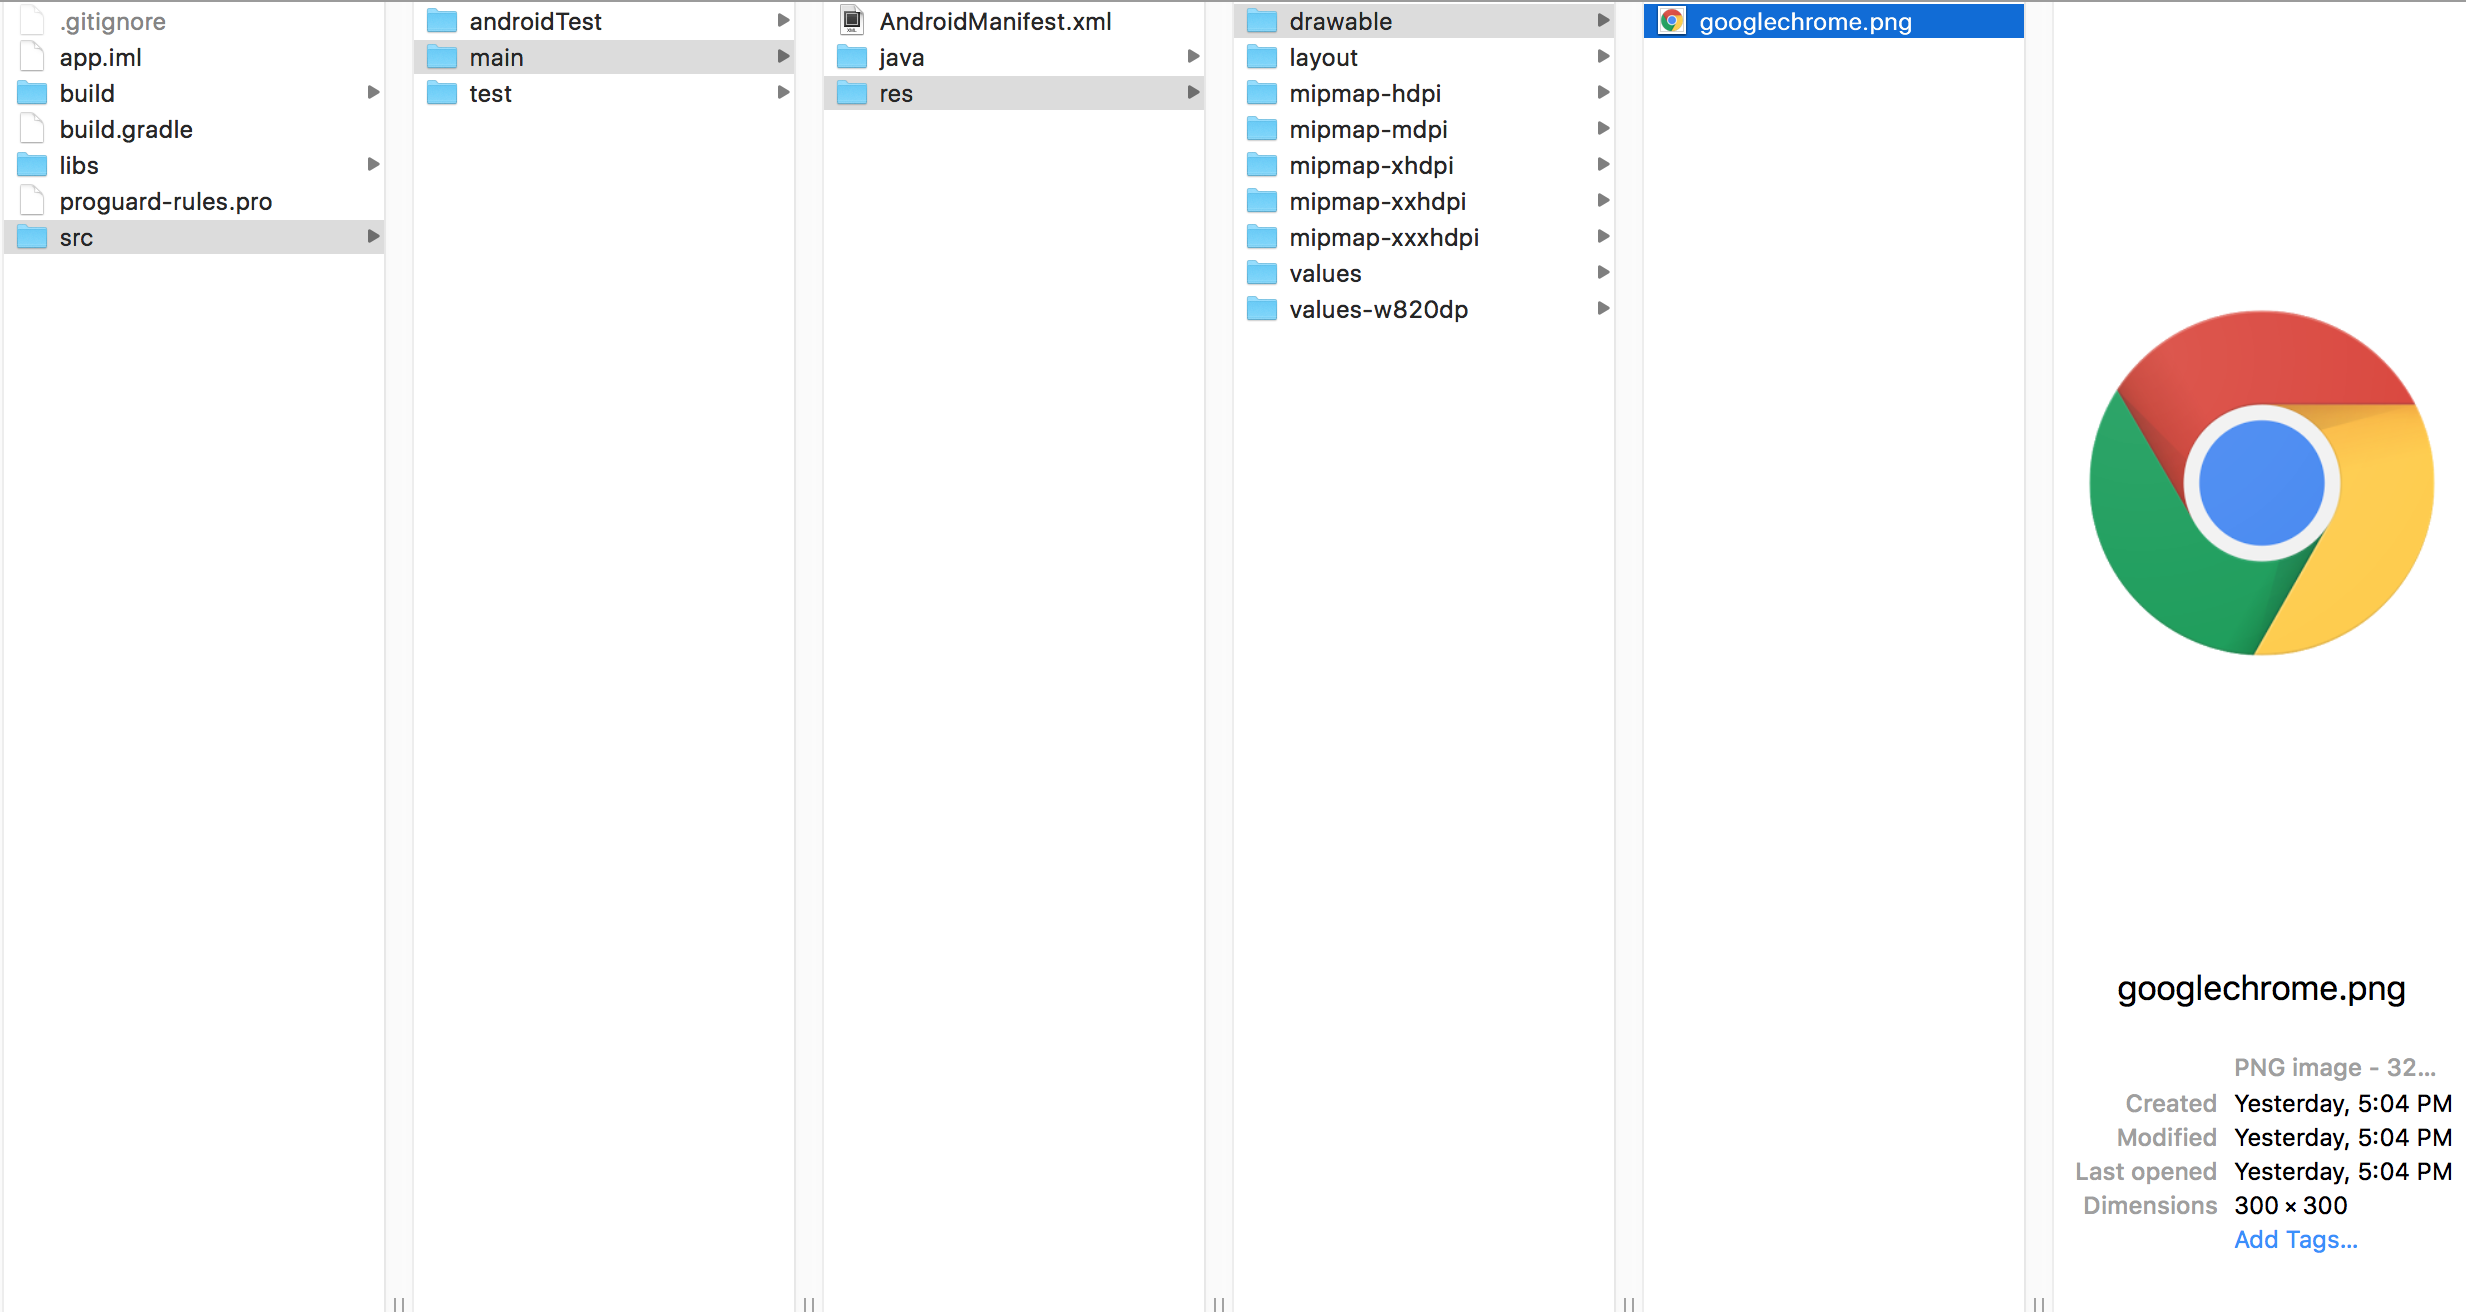 .gitignore
app.iml
build
build.gradle
libs
proguard-rules.pro
src
androidTest
main
test
AndroidManifest.xml
java
res
drawable
layout
mipmap-hdpi
mipmap-mdpi
mipmap-xhdpi
mipmap-xxhdpi
mipmap-xxxhdpi
values
values-w820dp
googlechrome.png
googlechrome.png
PNG image - 32...
Created Yesterday, 5:04 PM
Modified Yesterday, 5:04 PM
Last opened Yesterday, 5:04 PM
Dimensions 300 × 300
Add Tags...